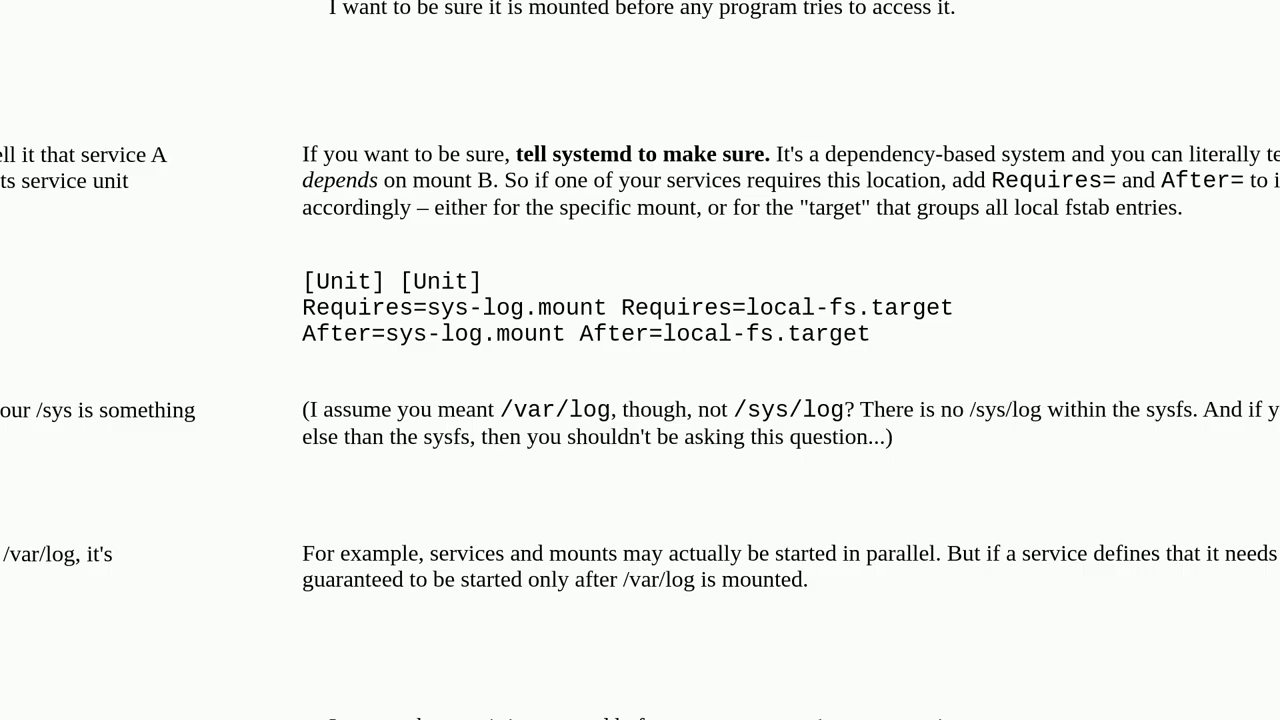 I want to be sure it is mounted before any program tries to access it.
If you want to be sure, tell systemd to make sure. It's a dependency-based system and you can literally te
ell it that service A
depends on mount B. So if one of your services requires this location, add Requires= and After= to i
ts service unit
accordingly – either for the specific mount, or for the "target" that groups all local fstab entries.
[Unit] [Unit]
Requires=sys-log.mount Requires=local-fs.target
After=sys-log.mount After=local-fs.target
(I assume you meant /var/log, though, not /sys/log? There is no /sys/log within the sysfs. And if y
our /sys is something
else than the sysfs, then you shouldn't be asking this question...)
For example, services and mounts may actually be started in parallel. But if a service defines that it needs
/var/log, it's
guaranteed to be started only after /var/log is mounted.